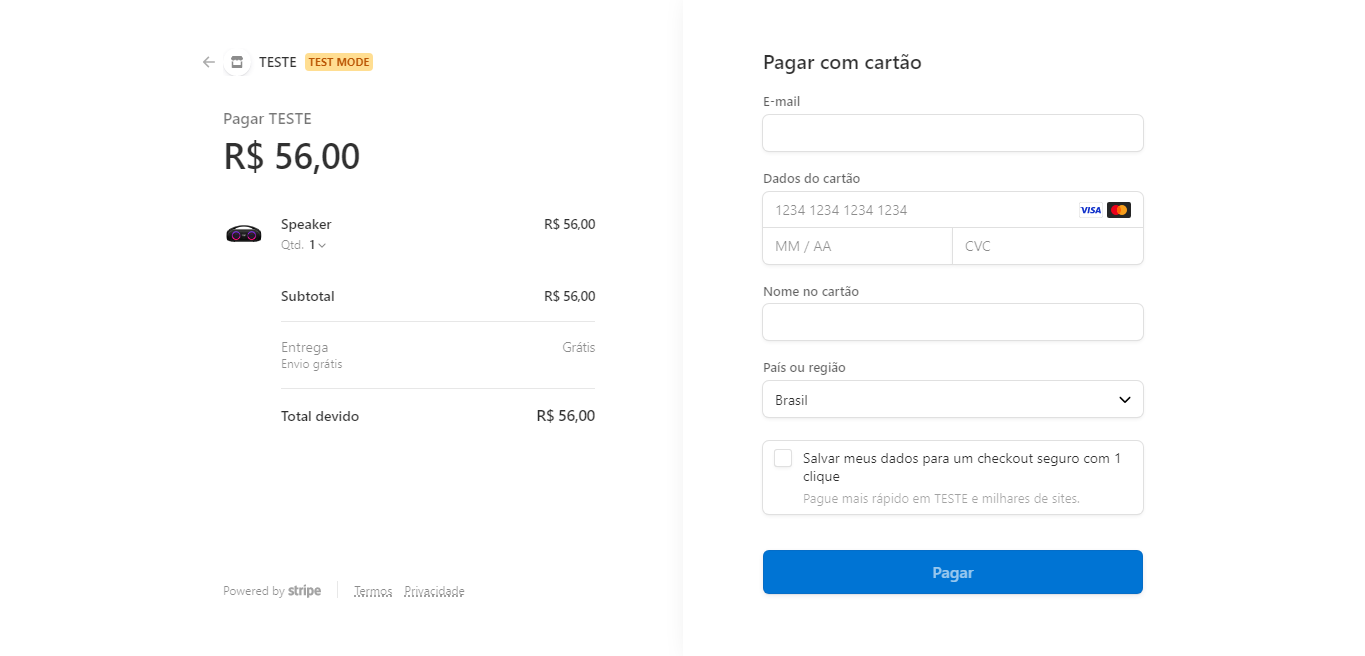 TESTE TEST MODE
Pagar TESTE
R$ 56,00
Speaker R$ 56,00
Qtd. 1
Subtotal R$ 56,00
Entrega Grátis
Envio grátis
Total devido R$ 56,00
Powered by stripe Termos Privacidade
Pagar com cartão
E-mail
Dados do cartão
1234 1234 1234 1234 VISA
MM / AA CVC
Nome no cartão
País ou região
Brasil
Salvar meus dados para um checkout seguro com 1
clique
Pague mais rápido em TESTE e milhares de sites.
Pagar